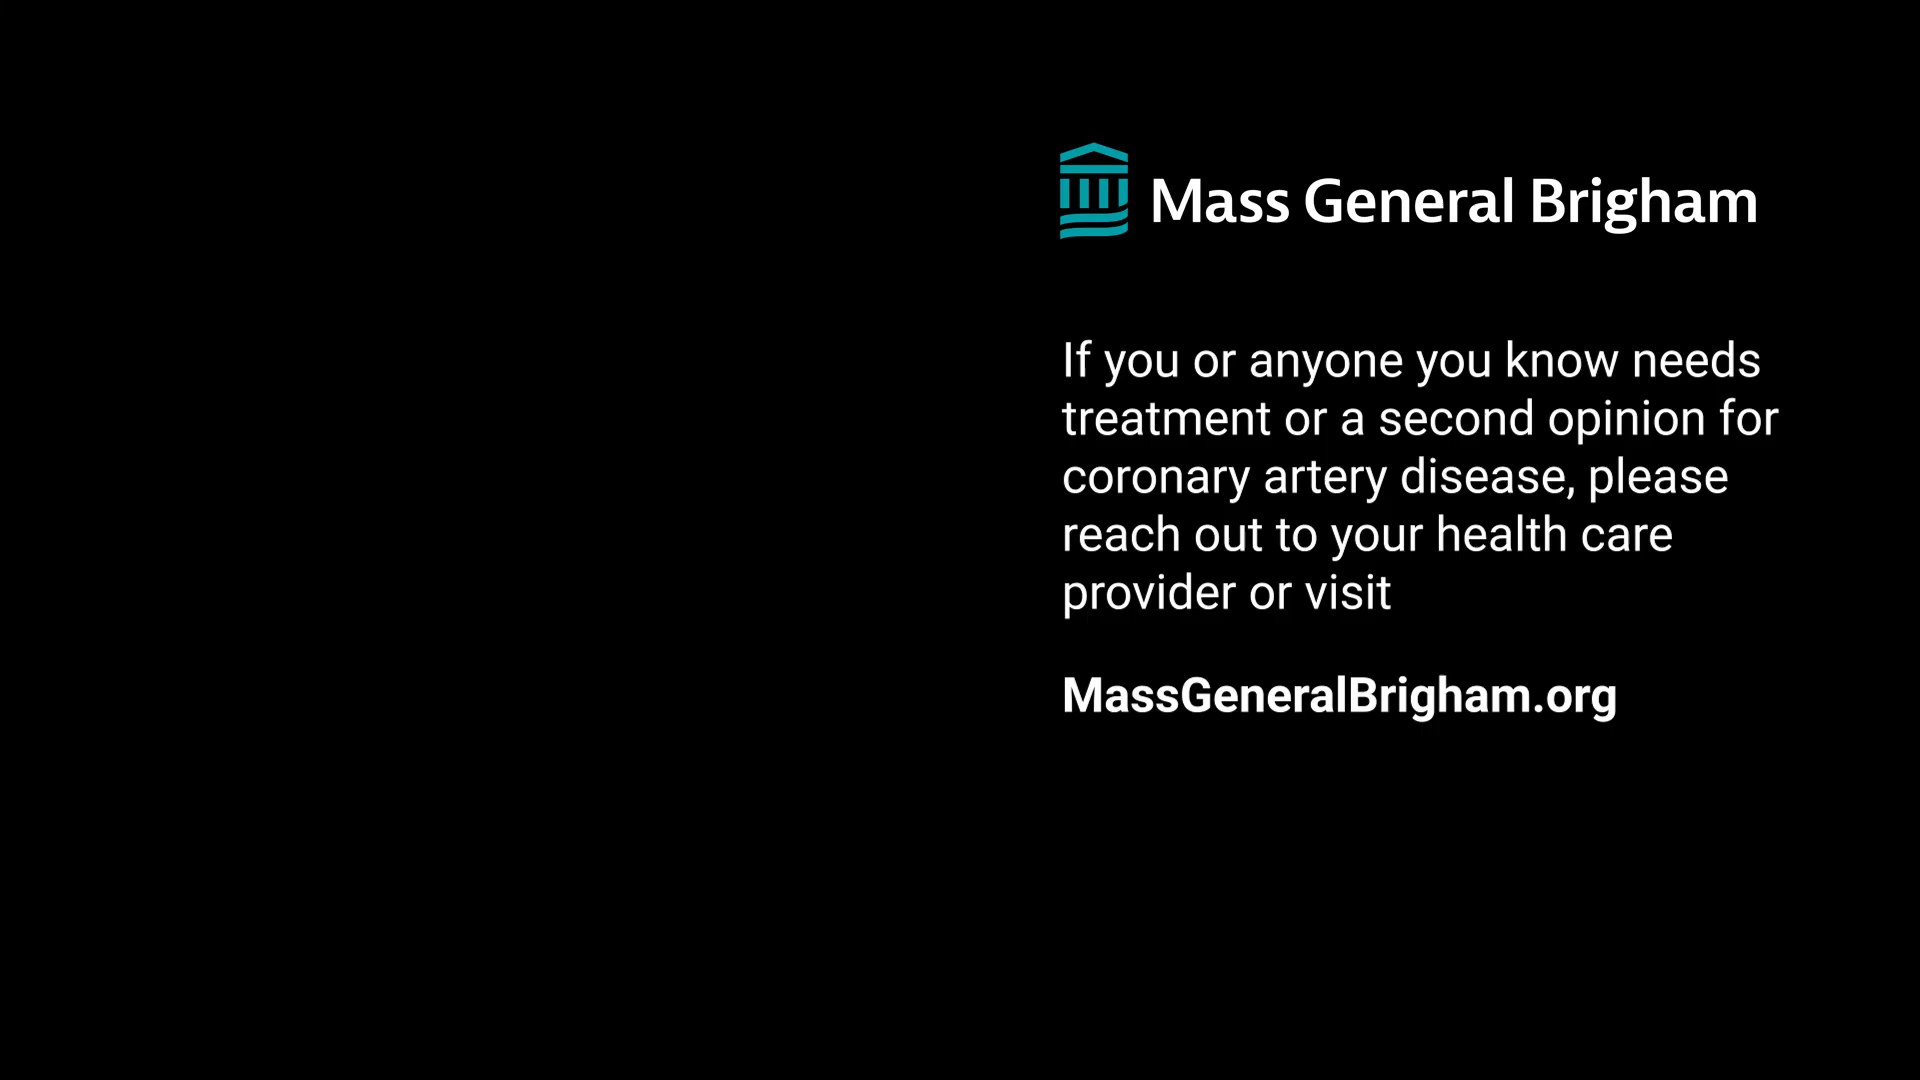 Mass General Brigham
If you or anyone you know needs
treatment or a second opinion for
coronary artery disease, please
reach out to your health care
provider or visit
MassGeneralBrigham.org